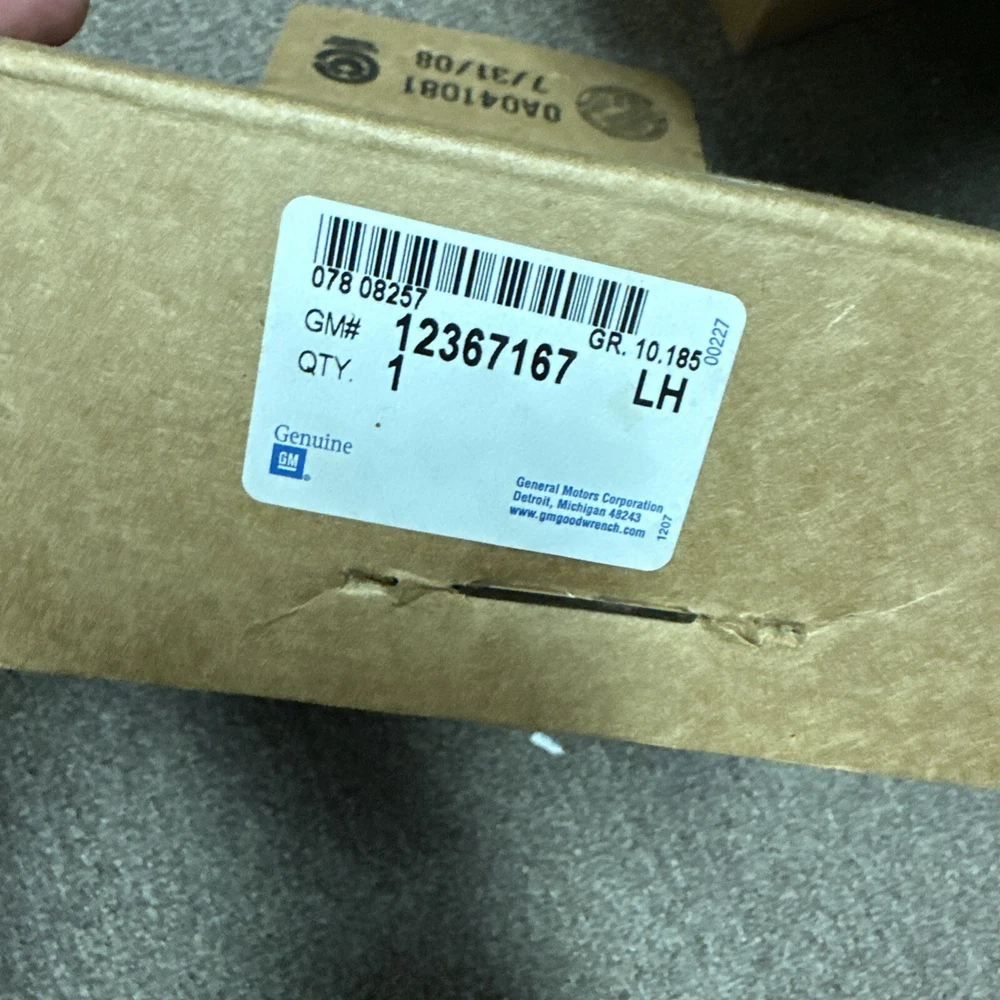 7/31/08
0A041081
078 08257
GM# 12367167 GR. 10.185 00227
QTY. 1 LH
Genuine
GM
General Motors Corporation
Detroit, Michigan 48243
www.gmgoodwrench.com
1207